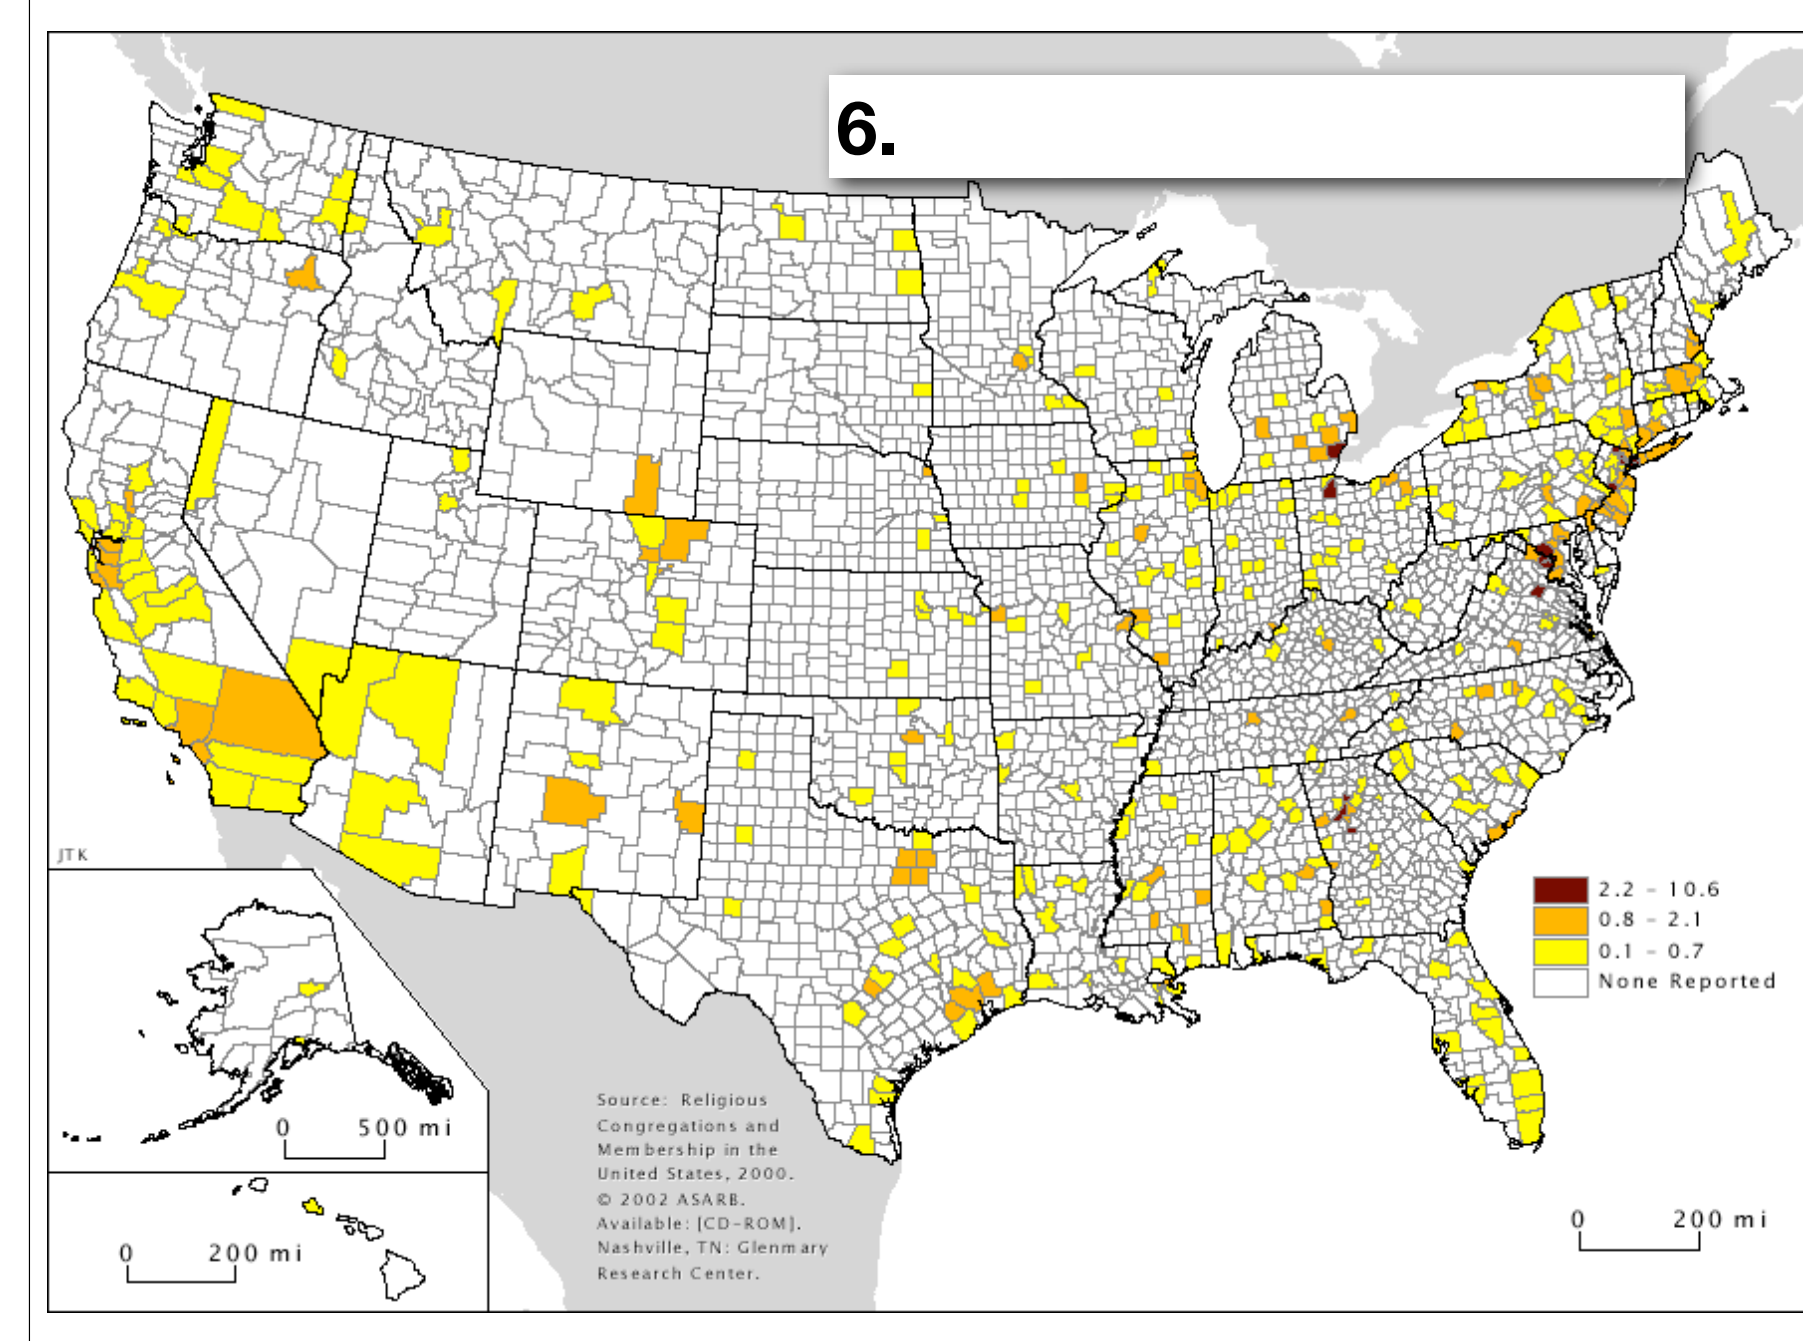 6.
JTK
2.2 – 10.6
0.8 – 2.1
0.1 – 0.7
None Reported
0 500 mi
0 200 mi
Source: Religious
Congregations and
Membership in the
United States, 2000.
© 2002 ASARB.
Available: [CD–ROM].
Nashville, TN: Glenmary
Research Center.
0 200 mi